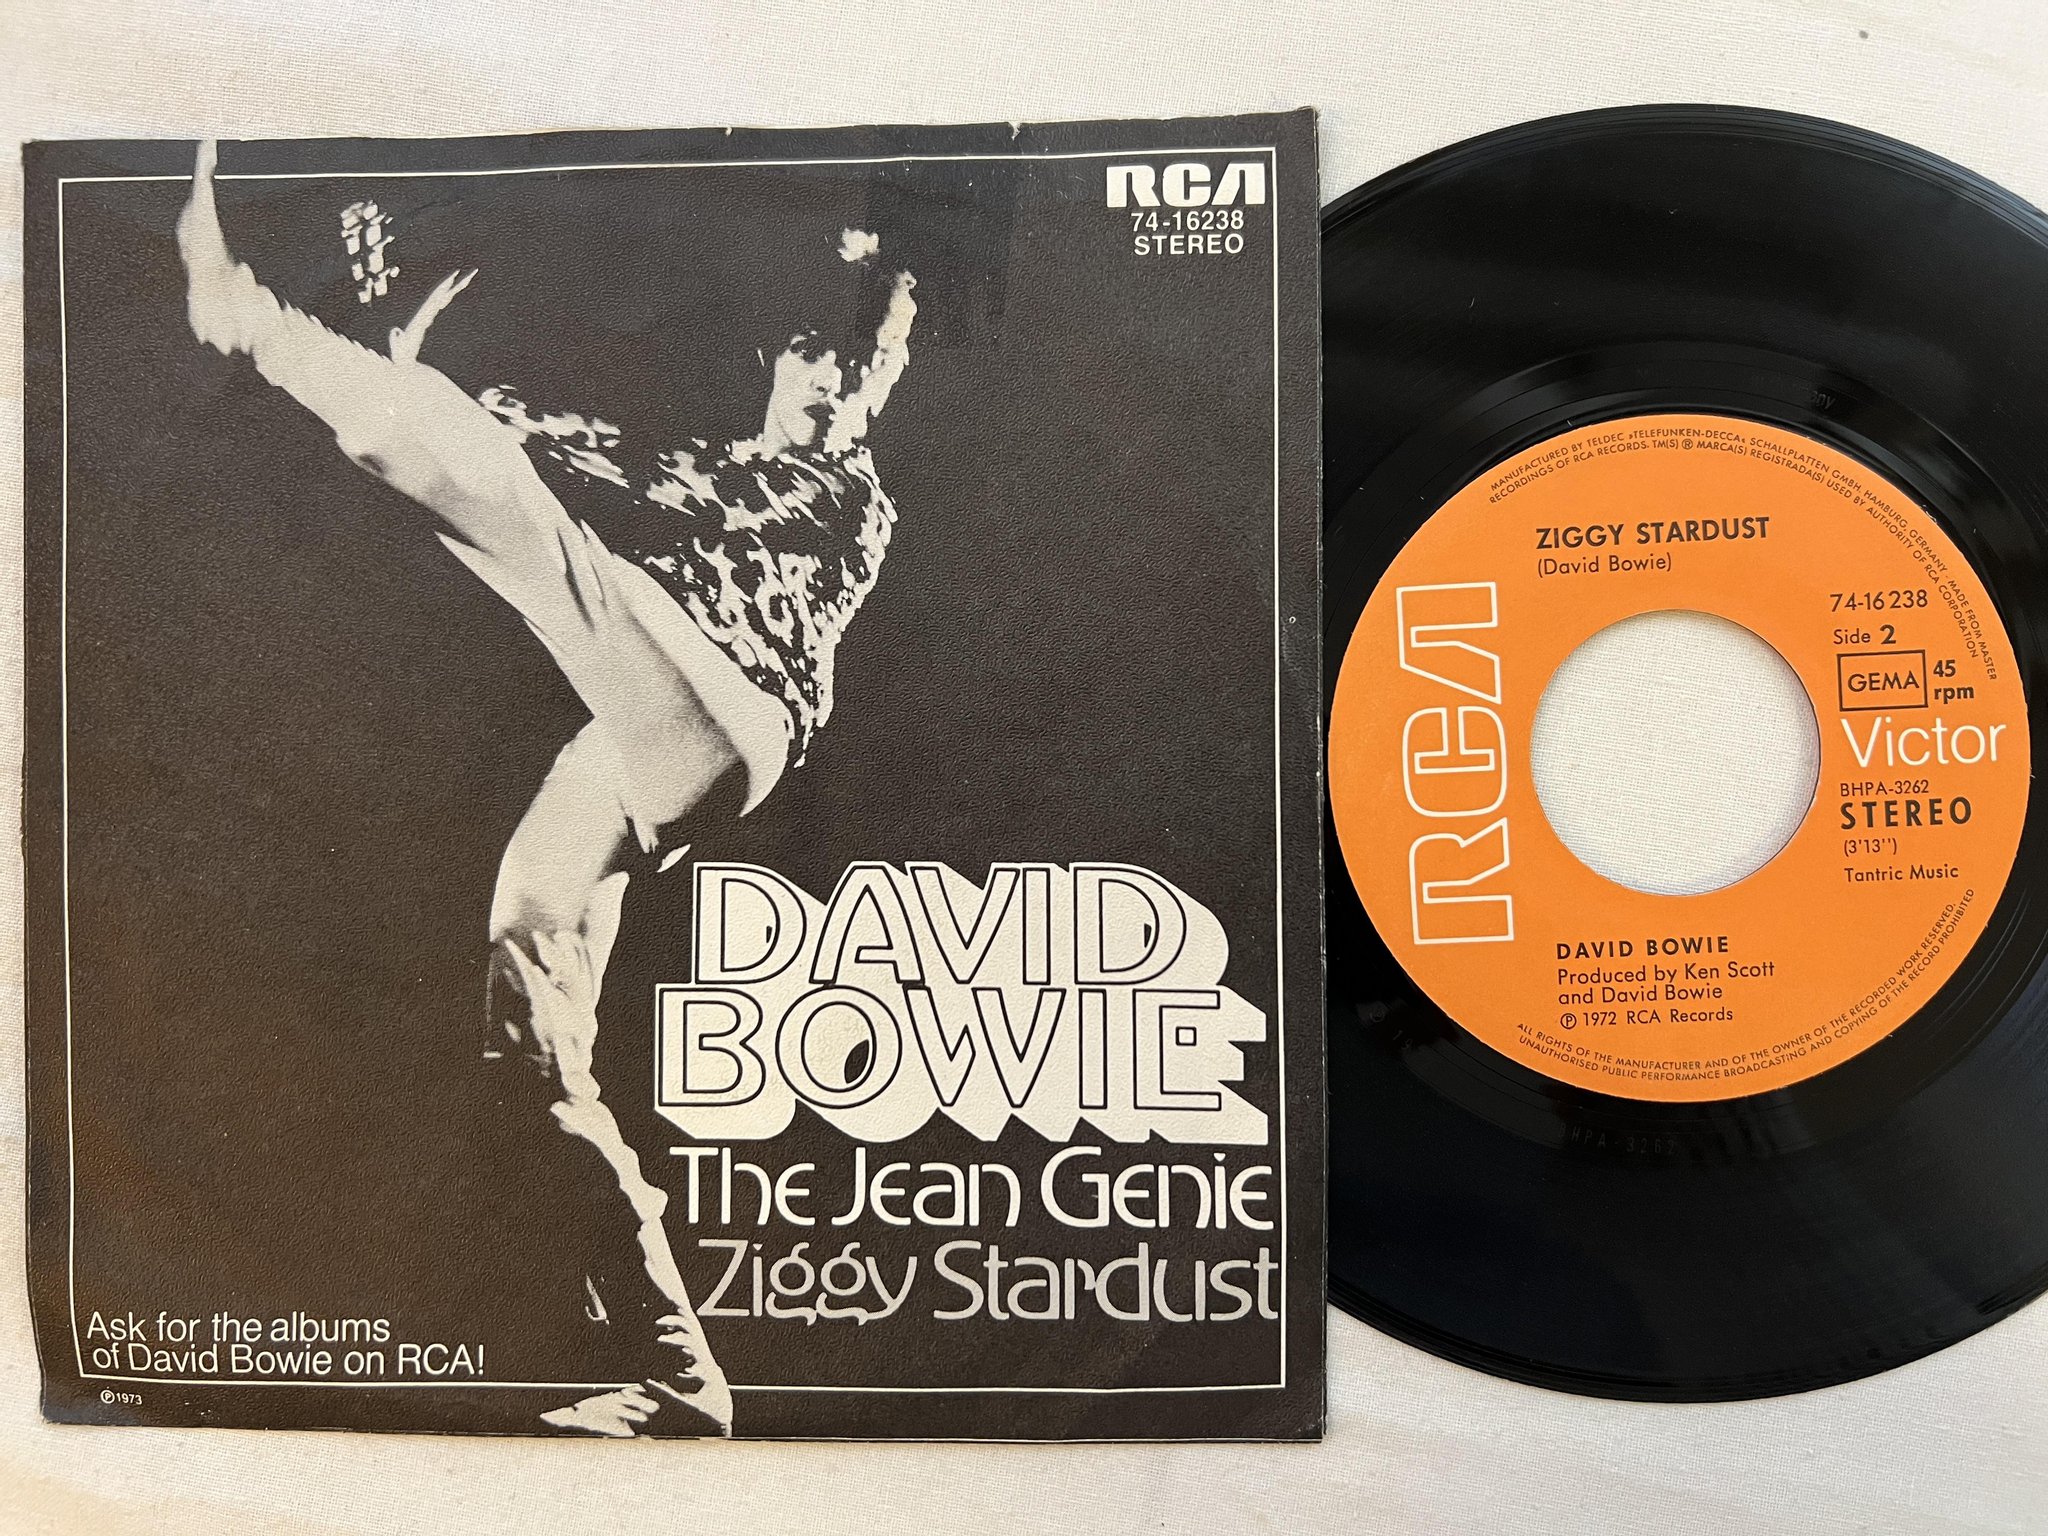 RCA
74-16238
STEREO
DAVID
BOWIE
The Jean Genie
Ziggy Stardust
Ask for the albums
of David Bowie on RCA!
℗1973
MANUFACTURED BY TELDEC »TELEFUNKEN-DECCA« SCHALLPLATTEN GMBH, HAMBURG, GERMANY · MADE FROM MASTER
RECORDINGS OF RCA RECORDS. TM(S) ® MARCA(S) REGISTRADA(S) USED BY AUTHORITY OF RCA CORPORATION
ZIGGY STARDUST
(David Bowie)
74-16 238
Side 2
GEMA
45
rpm
RCA
Victor
BHPA-3262
STEREO
(3'13'')
Tantric Music
DAVID BOWIE
Produced by Ken Scott
and David Bowie
℗ 1972 RCA Records
ALL RIGHTS OF THE MANUFACTURER AND OF THE OWNER OF THE RECORDED WORK RESERVED.
UNAUTHORISED PUBLIC PERFORMANCE BROADCASTING AND COPYING OF THE RECORD PROHIBITED
HPA-3262